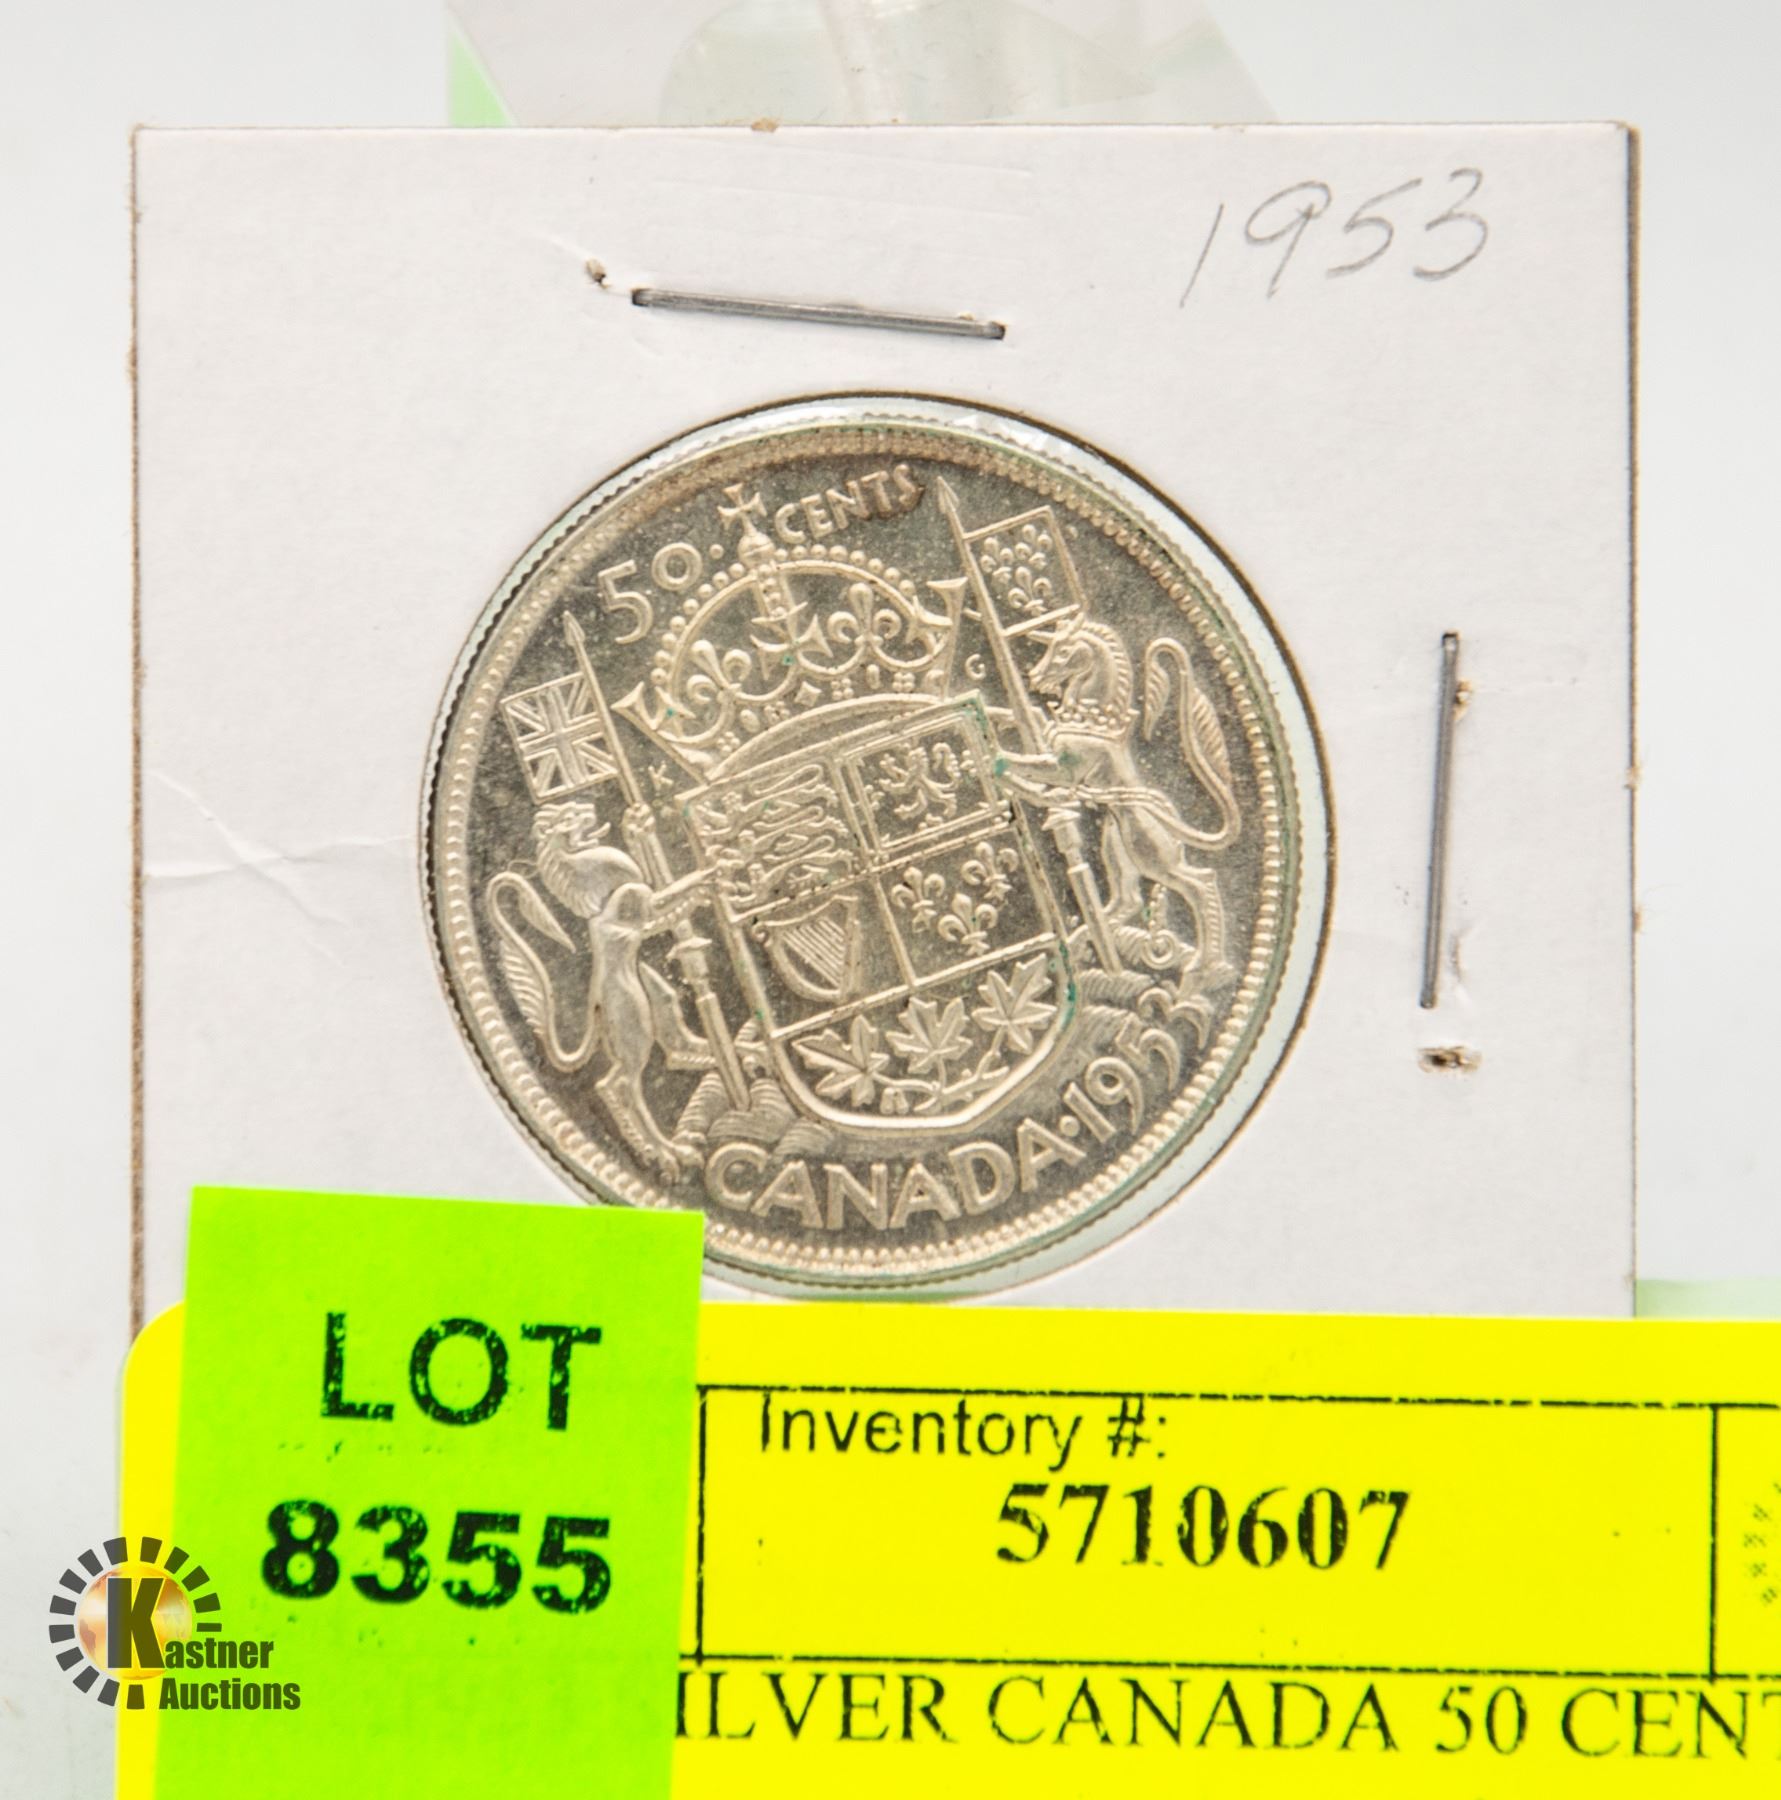 1953
50 CENTS
K G
CANADA · 1953
LOT
8355
Inventory #:
5710607
ILVER CANADA 50 CENT
Kastner
Auctions